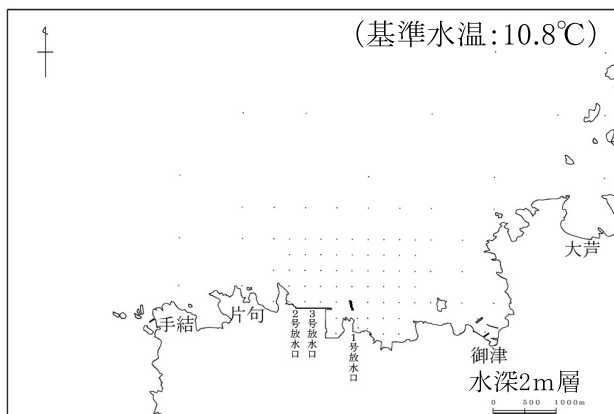 (基準水温:10.8℃)
大芦
手結
片句
2号放水口
3号放水口
1号放水口
御津
水深2m層
0 500 1000m